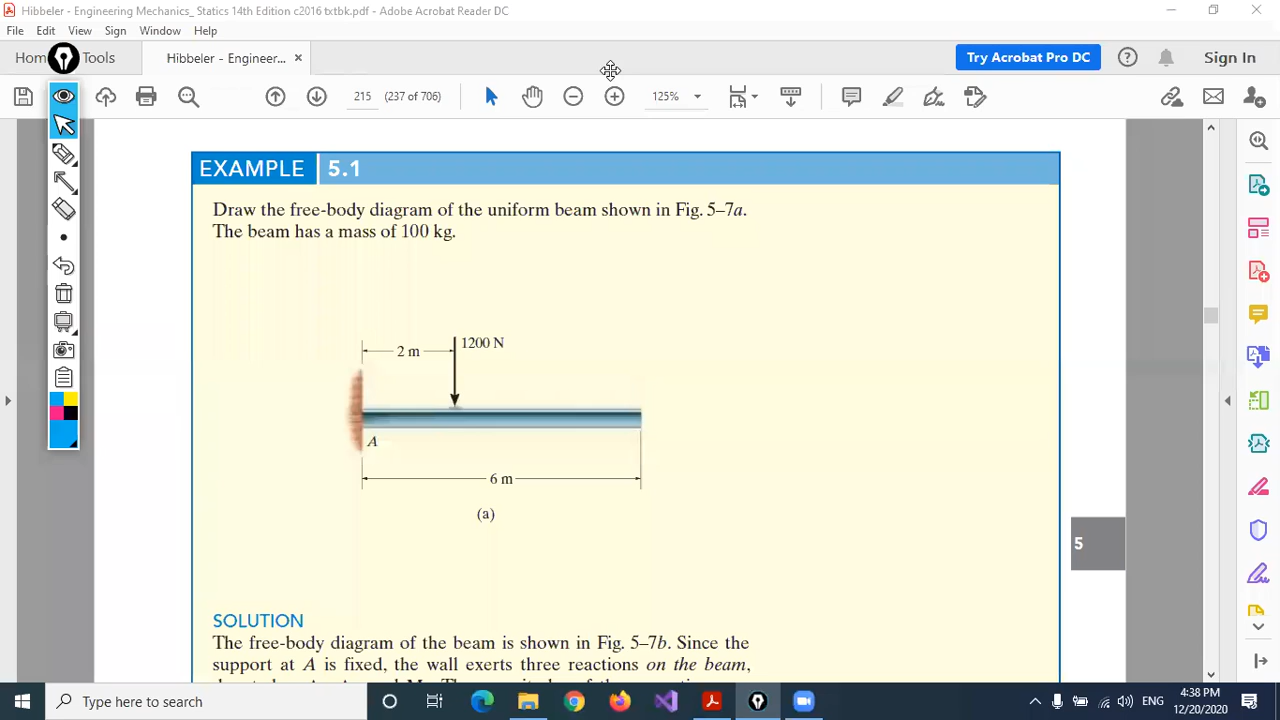 Hibbeler - Engineering Mechanics_ Statics 14th Edition c2016 txtbk.pdf - Adobe Acrobat Reader DC
File Edit View Sign Window Help
Hom Tools Hibbeler - Engineer... × Try Acrobat Pro DC Sign In
215 (237 of 706) 125%
EXAMPLE 5.1
Draw the free-body diagram of the uniform beam shown in Fig. 5–7a.
The beam has a mass of 100 kg.
1200 N
2 m
A
6 m
(a)
5
SOLUTION
The free-body diagram of the beam is shown in Fig. 5–7b. Since the
support at A is fixed, the wall exerts three reactions on the beam,
Type here to search
ENG
4:38 PM
12/20/2020